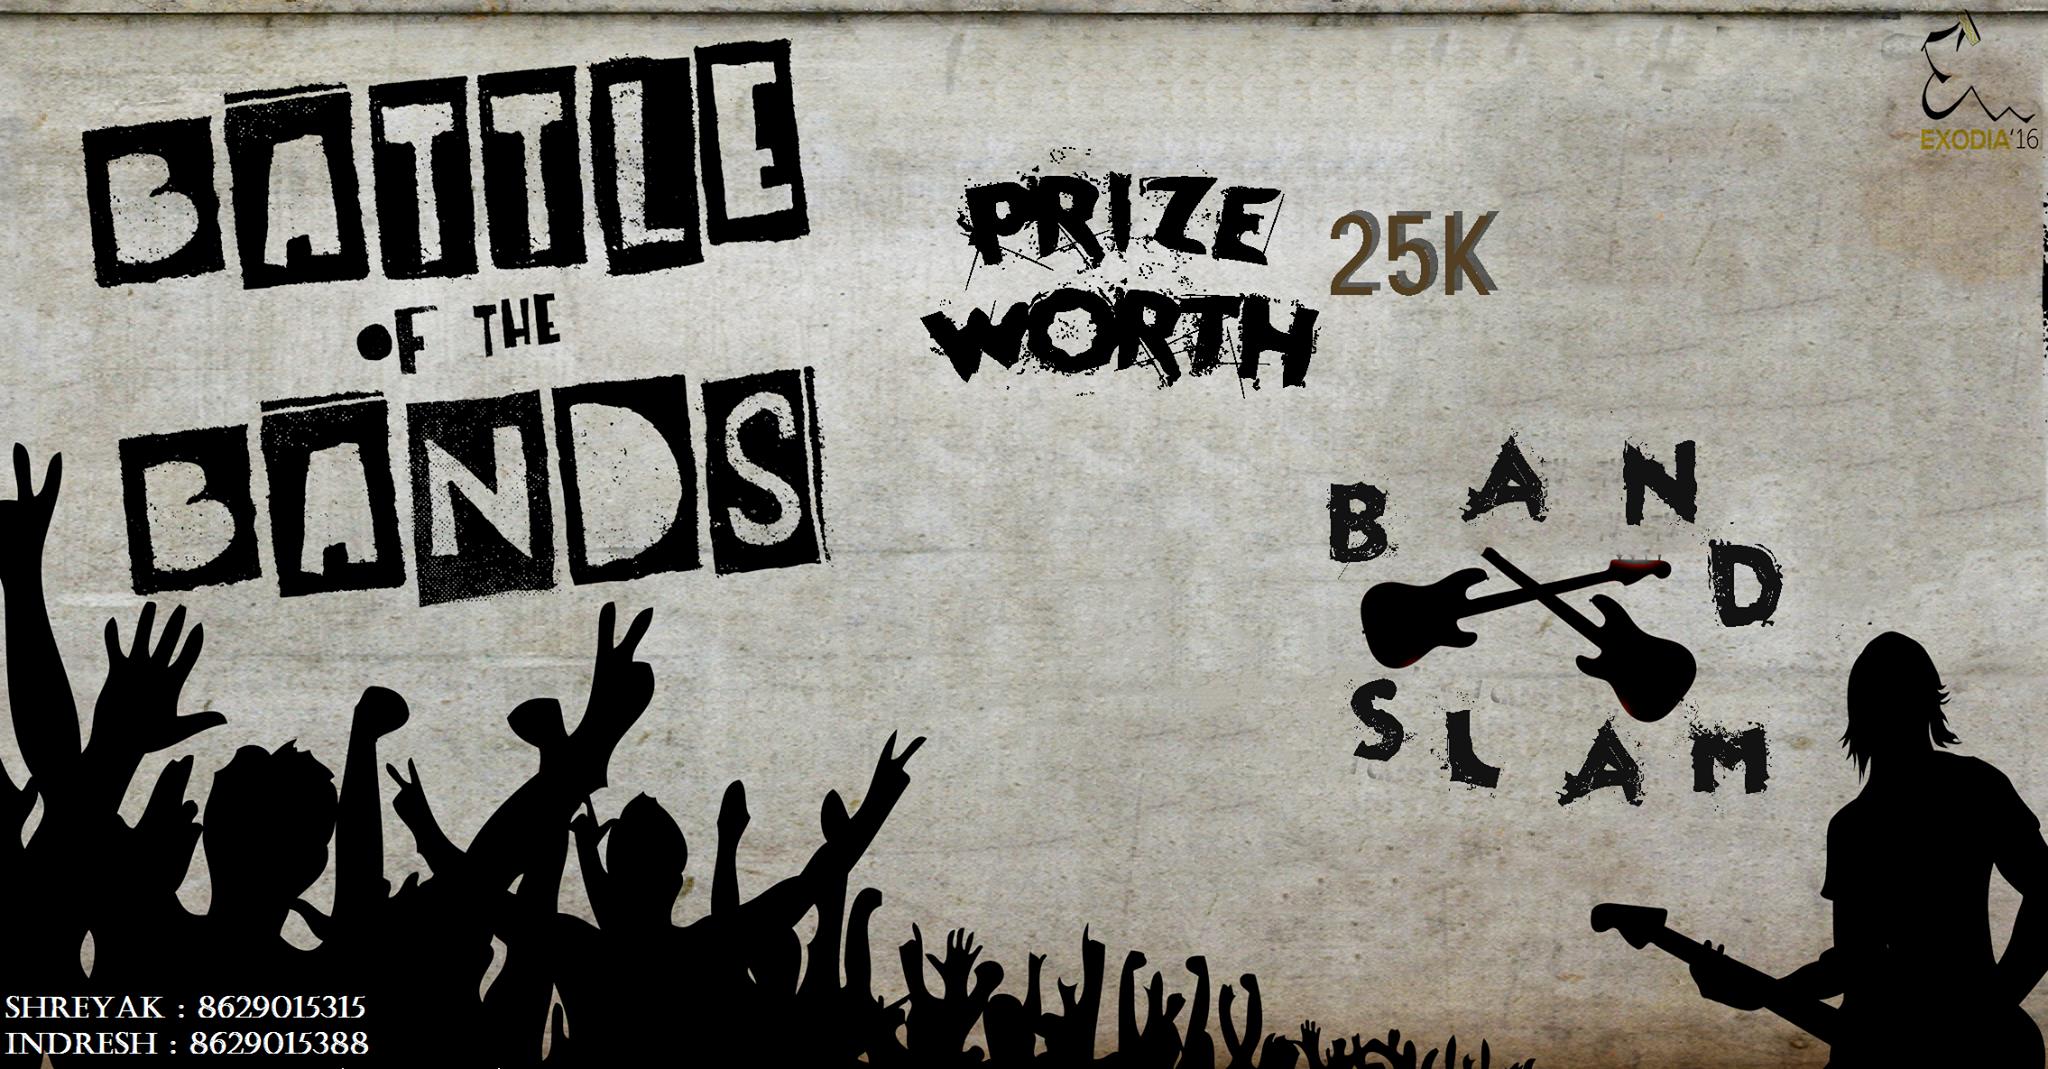 BATTLE
OF THE
BANDS
PRIZE
WORTH
25K
EXODIA'16
BAND
SLAM
SHREYAK : 8629015315
INDRESH : 8629015388